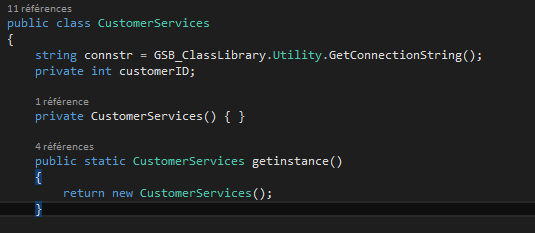 11 références
public class CustomerServices
{
string connstr = GSB_ClassLibrary.Utility.GetConnectionString();
private int customerID;
1 référence
private CustomerServices() { }
4 références
public static CustomerServices getinstance()
{
return new CustomerServices();
}